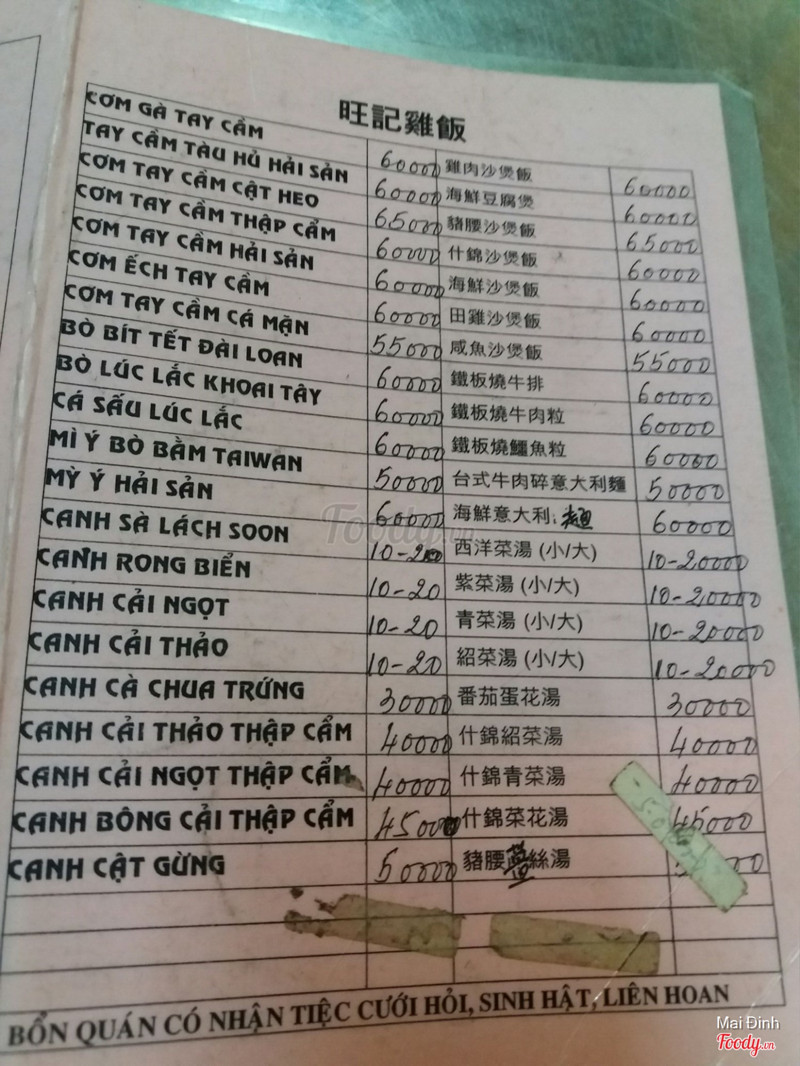 旺記雞飯
CƠM GÀ TAY CẦM 60000 雞肉沙煲飯 60000
TAY CẦM TÀU HỦ HẢI SẢN 60000 海鮮豆腐煲 60000
CƠM TAY CẦM CẬT HEO 65000 豬腰沙煲飯 65000
CƠM TAY CẦM THẬP CẨM 60000 什錦沙煲飯 60000
CƠM TAY CẦM HẢI SẢN 60000 海鮮沙煲飯 60000
CƠM ẾCH TAY CẦM 60000 田雞沙煲飯 60000
CƠM TAY CẦM CÁ MẶN 55000 咸魚沙煲飯 55000
BÒ BÍT TẾT ĐÀI LOAN 60000 鐵板燒牛排 60000
BÒ LÚC LẮC KHOAI TÂY 60000 鐵板燒牛肉粒 60000
CÁ SẤU LÚC LẮC 60000 鐵板燒鱷魚粒 60000
MÌ Ý BÒ BẰM TAIWAN 50000 台式牛肉碎意大利麵 50000
MỲ Ý HẢI SẢN 60000 海鮮意大利麵 60000
CANH SÀ LÁCH SOON 10-20 西洋菜湯 (小/大) 10-20000
CANH RONG BIỂN 10-20 紫菜湯 (小/大) 10-20000
CANH CẢI NGỌT 10-20 青菜湯 (小/大) 10-20000
CANH CẢI THẢO 10-20 紹菜湯 (小/大) 10-20000
CANH CÀ CHUA TRỨNG 30000 番茄蛋花湯 30000
CANH CẢI THẢO THẬP CẨM 40000 什錦紹菜湯 40000
CANH CẢI NGỌT THẬP CẨM 40000 什錦青菜湯 40000
CANH BÔNG CẢI THẬP CẨM 45000 什錦菜花湯 45000
CANH CẬT GỪNG 50000 豬腰薑絲湯
BỔN QUÁN CÓ NHẬN TIỆC CƯỚI HỎI, SINH HẬT, LIÊN HOAN
Foody.vn
Mai Đinh
Foody.vn